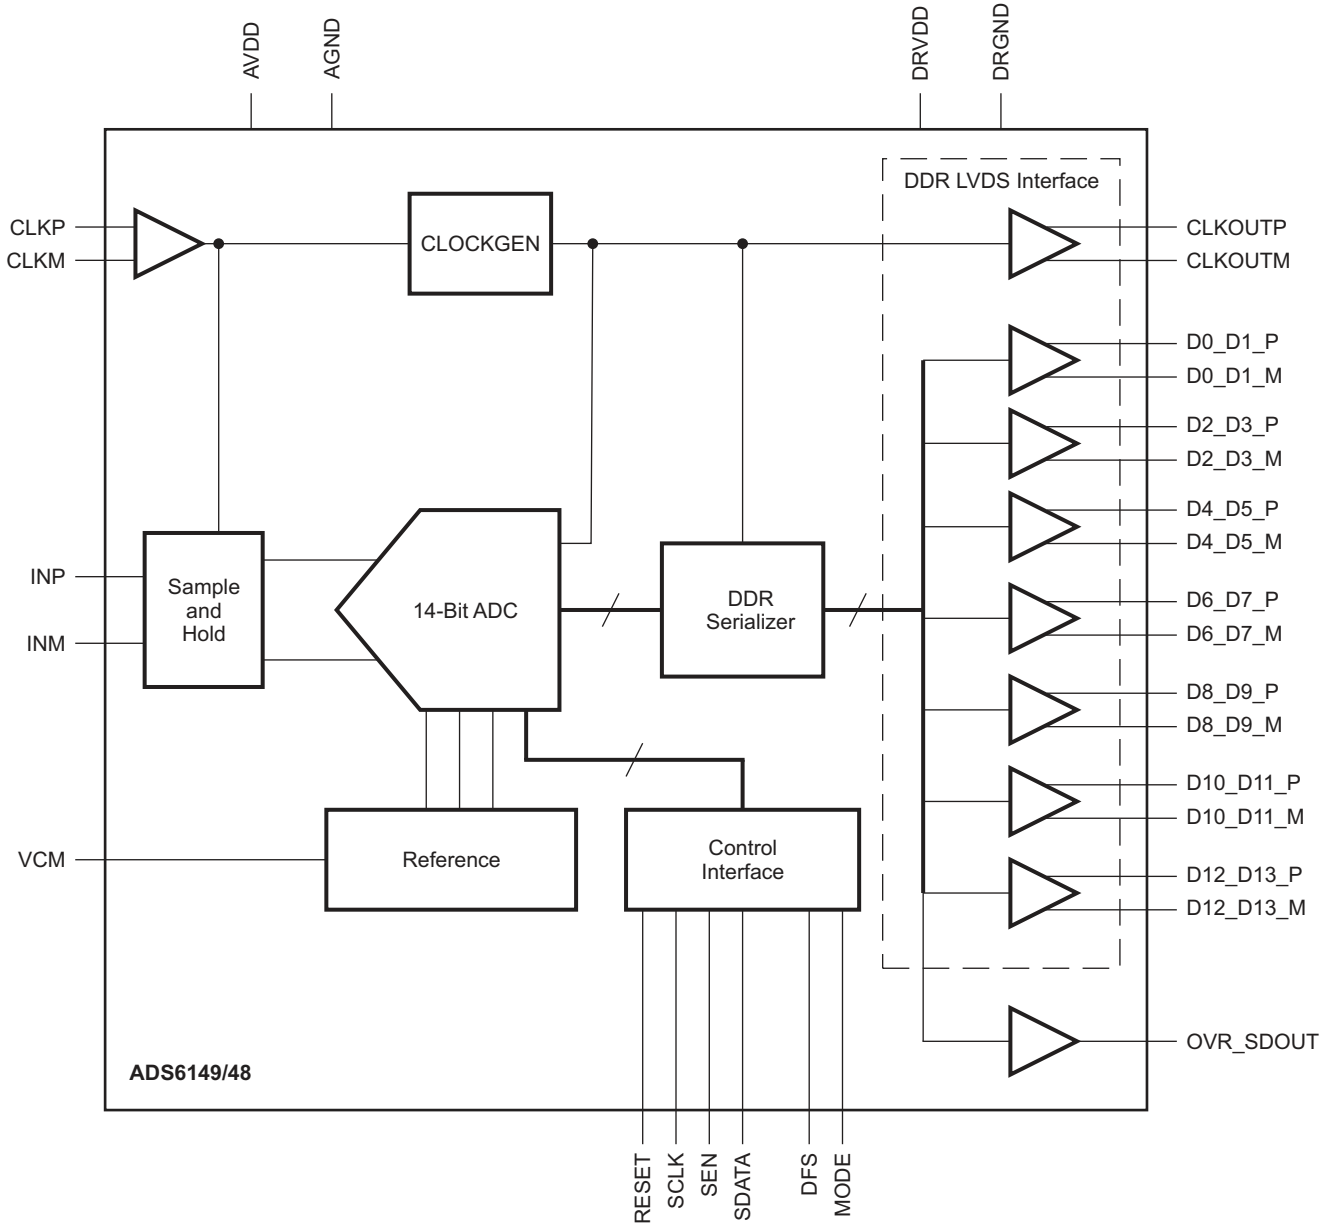 AVDD
AGND
DRVDD
DRGND
DDR LVDS Interface
CLKP
CLKM
CLOCKGEN
CLKOUTP
CLKOUTM
D0_D1_P
D0_D1_M
D2_D3_P
D2_D3_M
D4_D5_P
D4_D5_M
INP
INM
Sample
and
Hold
14-Bit ADC
DDR
Serializer
D6_D7_P
D6_D7_M
D8_D9_P
D8_D9_M
D10_D11_P
D10_D11_M
VCM
Reference
Control
Interface
D12_D13_P
D12_D13_M
OVR_SDOUT
ADS6149/48
RESET
SCLK
SEN
SDATA
DFS
MODE